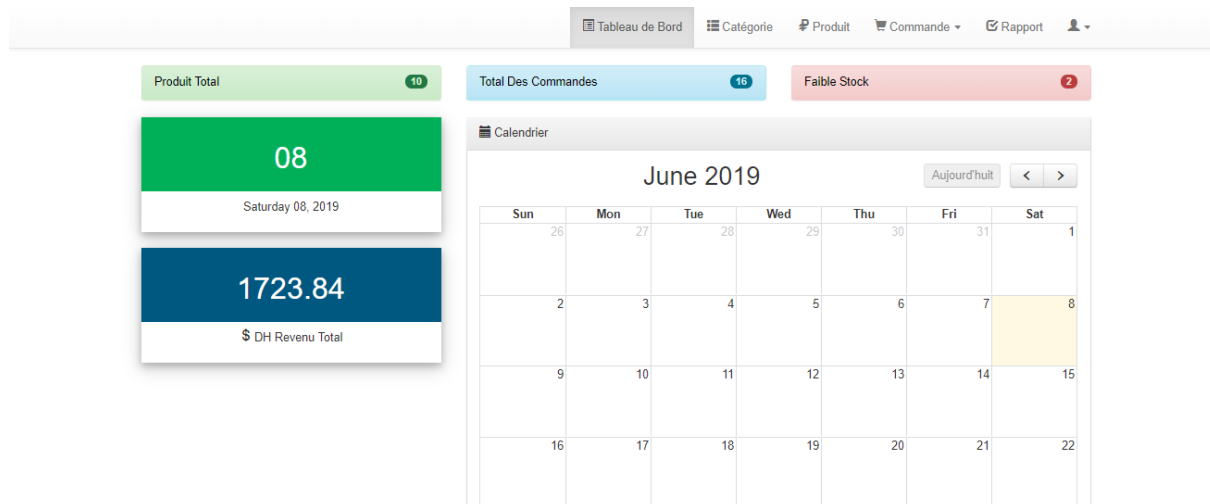 Tableau de Bord Catégorie Produit Commande Rapport
Produit Total 10
Total Des Commandes 16
Faible Stock 2
08
Saturday 08, 2019
1723.84
$ DH Revenu Total
Calendrier
June 2019
Aujourd'huit
Sun Mon Tue Wed Thu Fri Sat
26 27 28 29 30 31 1
2 3 4 5 6 7 8
9 10 11 12 13 14 15
16 17 18 19 20 21 22